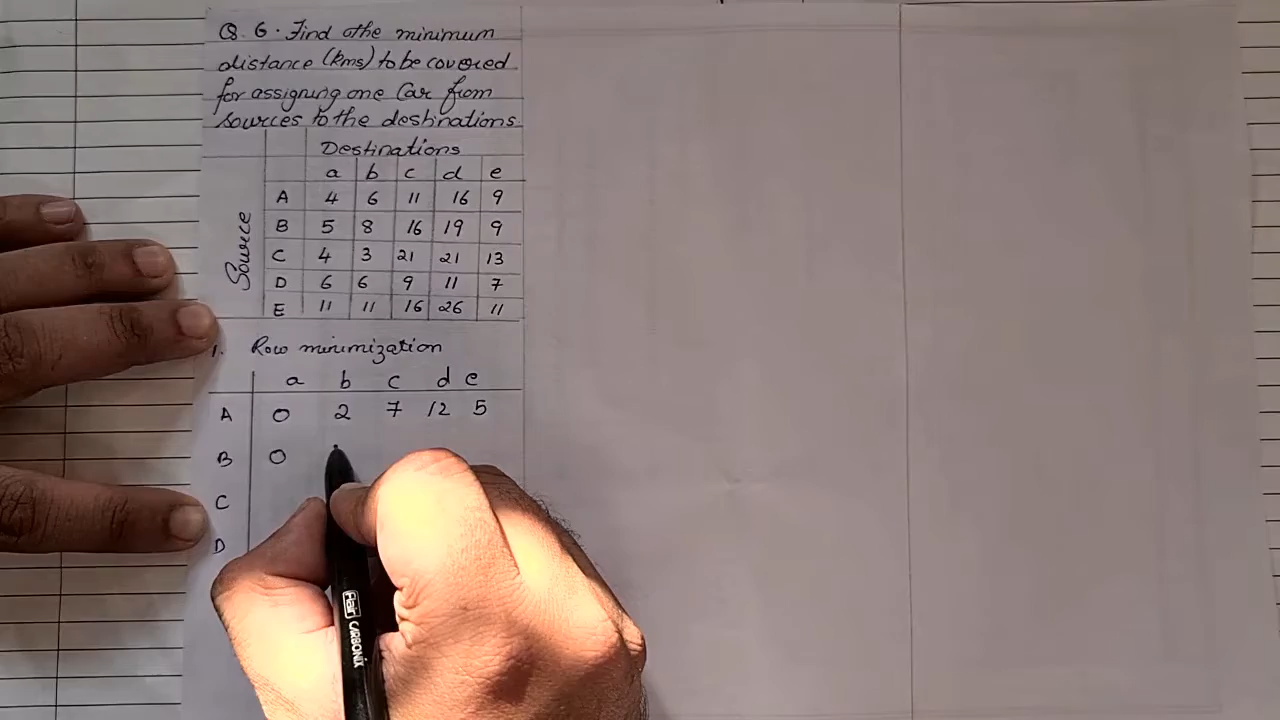 Q. 6. Find the minimum
distance (kms) to be covered
for assigning one Car from
sources to the destinations.
Destinations
a b c d e
Source
A 4 6 11 16 9
B 5 8 16 19 9
C 4 3 21 21 13
D 6 6 9 11 7
E 11 11 16 26 11
1. Row minimization
a b c d e
A 0 2 7 12 5
B 0
C
D
Flair CARBONIX